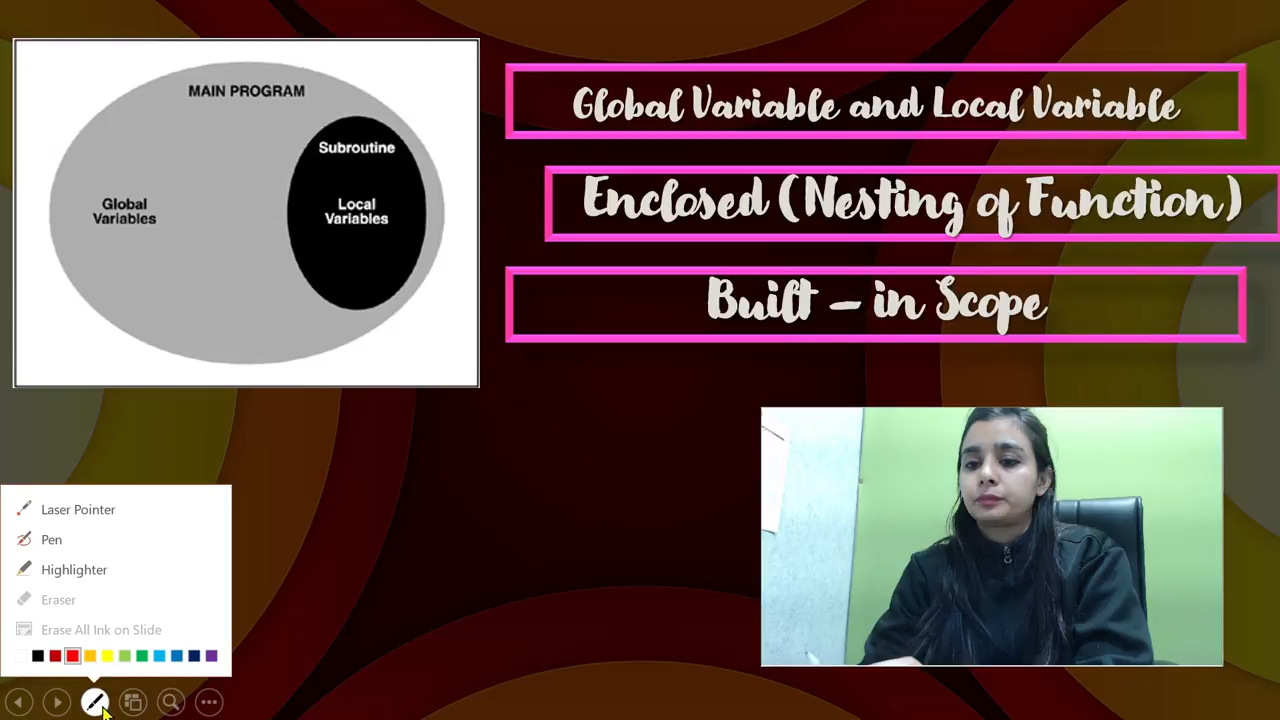 MAIN PROGRAM
Subroutine
Global
Variables
Local
Variables
Global Variable and Local Variable
Enclosed (Nesting of Function)
Built – in Scope
Laser Pointer
Pen
Highlighter
Eraser
Erase All Ink on Slide